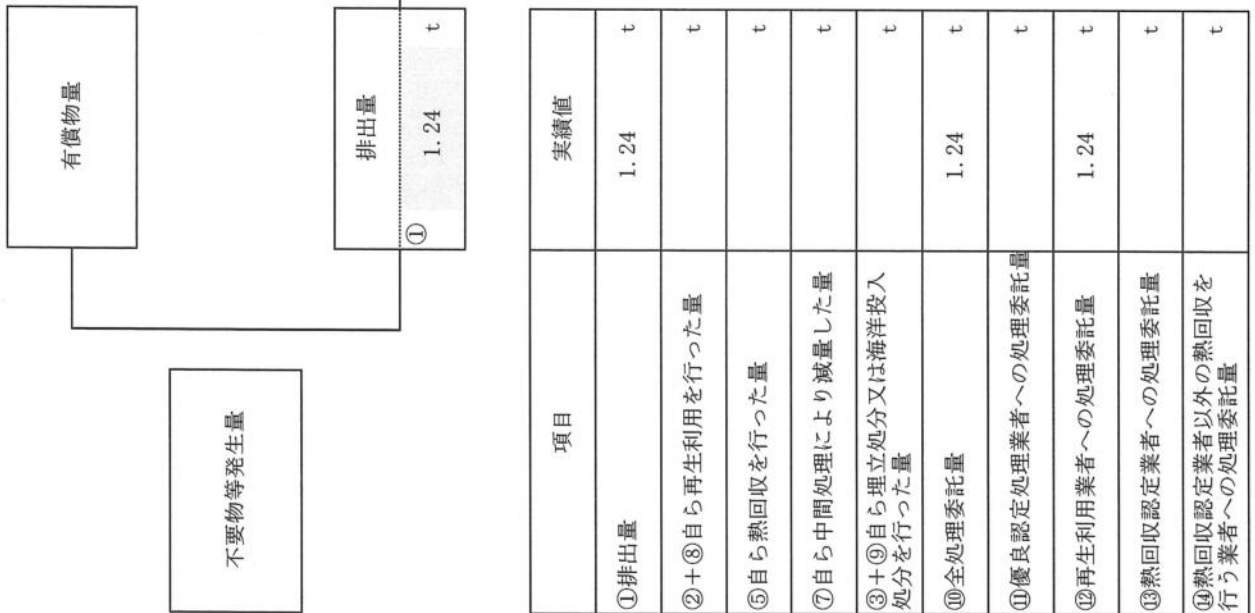 有償物量
不要物等発生量
排出量
① 1.24 t
項目 実績値
①排出量 1.24 t
②+⑧自ら再生利用を行った量 t
⑤自ら熱回収を行った量 t
⑦自ら中間処理により減量した量 t
③+⑨自ら埋立処分又は海洋投入
処分を行った量 t
⑩全処理委託量 1.24 t
⑪優良認定処理業者への処理委託量 t
⑫再生利用業者への処理委託量 1.24 t
⑬熱回収認定業者への処理委託量 t
⑭熱回収認定業者以外の熱回収を
行う業者への処理委託量 t